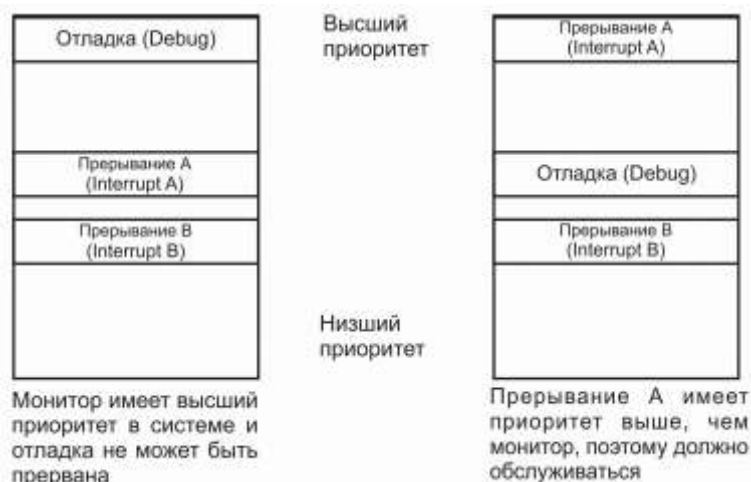 Отладка (Debug)
Прерывание A
(Interrupt A)
Прерывание B
(Interrupt B)
Монитор имеет высший
приоритет в системе и
отладка не может быть
прервана
Высший
приоритет
Низший
приоритет
Прерывание A
(Interrupt A)
Отладка (Debug)
Прерывание B
(Interrupt B)
Прерывание А имеет
приоритет выше, чем
монитор, поэтому должно
обслуживаться